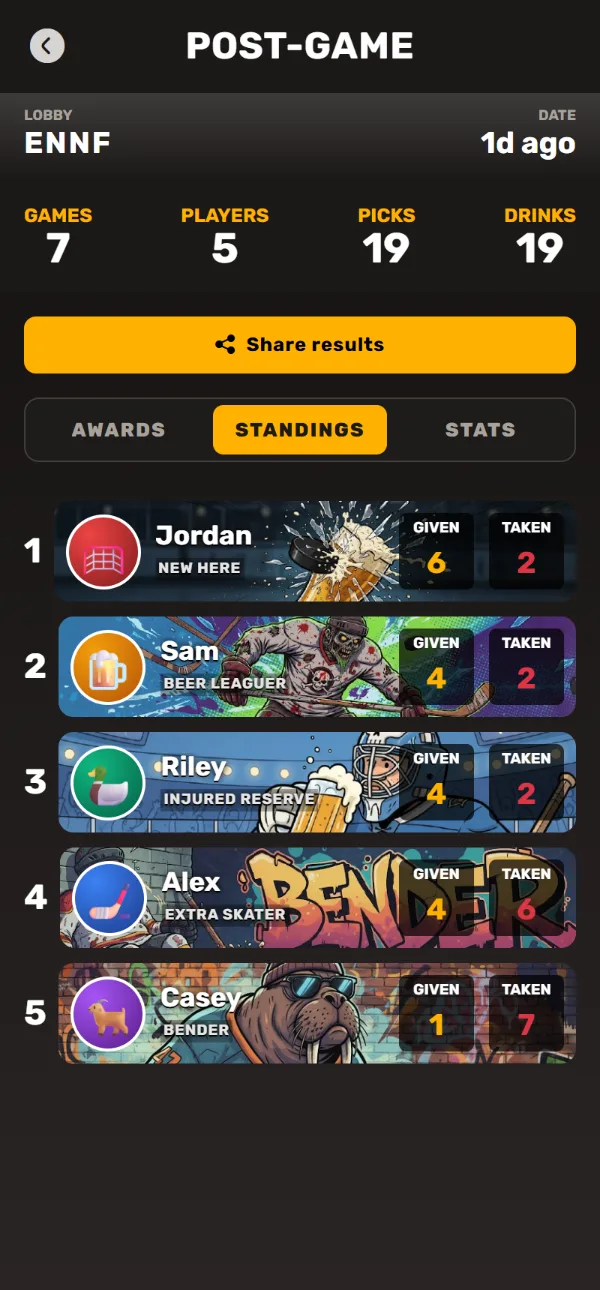 POST-GAME
LOBBY
DATE
ENNF
1d ago
GAMES
PLAYERS
PICKS
DRINKS
7
5
19
19
Share results
AWARDS
STANDINGS
STATS
1
Jordan
NEW HERE
GIVEN
6
TAKEN
2
2
Sam
BEER LEAGUER
GIVEN
4
TAKEN
2
3
Riley
INJURED RESERVE
GIVEN
4
TAKEN
2
4
Alex
EXTRA SKATER
BENDER
GIVEN
4
TAKEN
6
5
Casey
BENDER
GIVEN
1
TAKEN
7